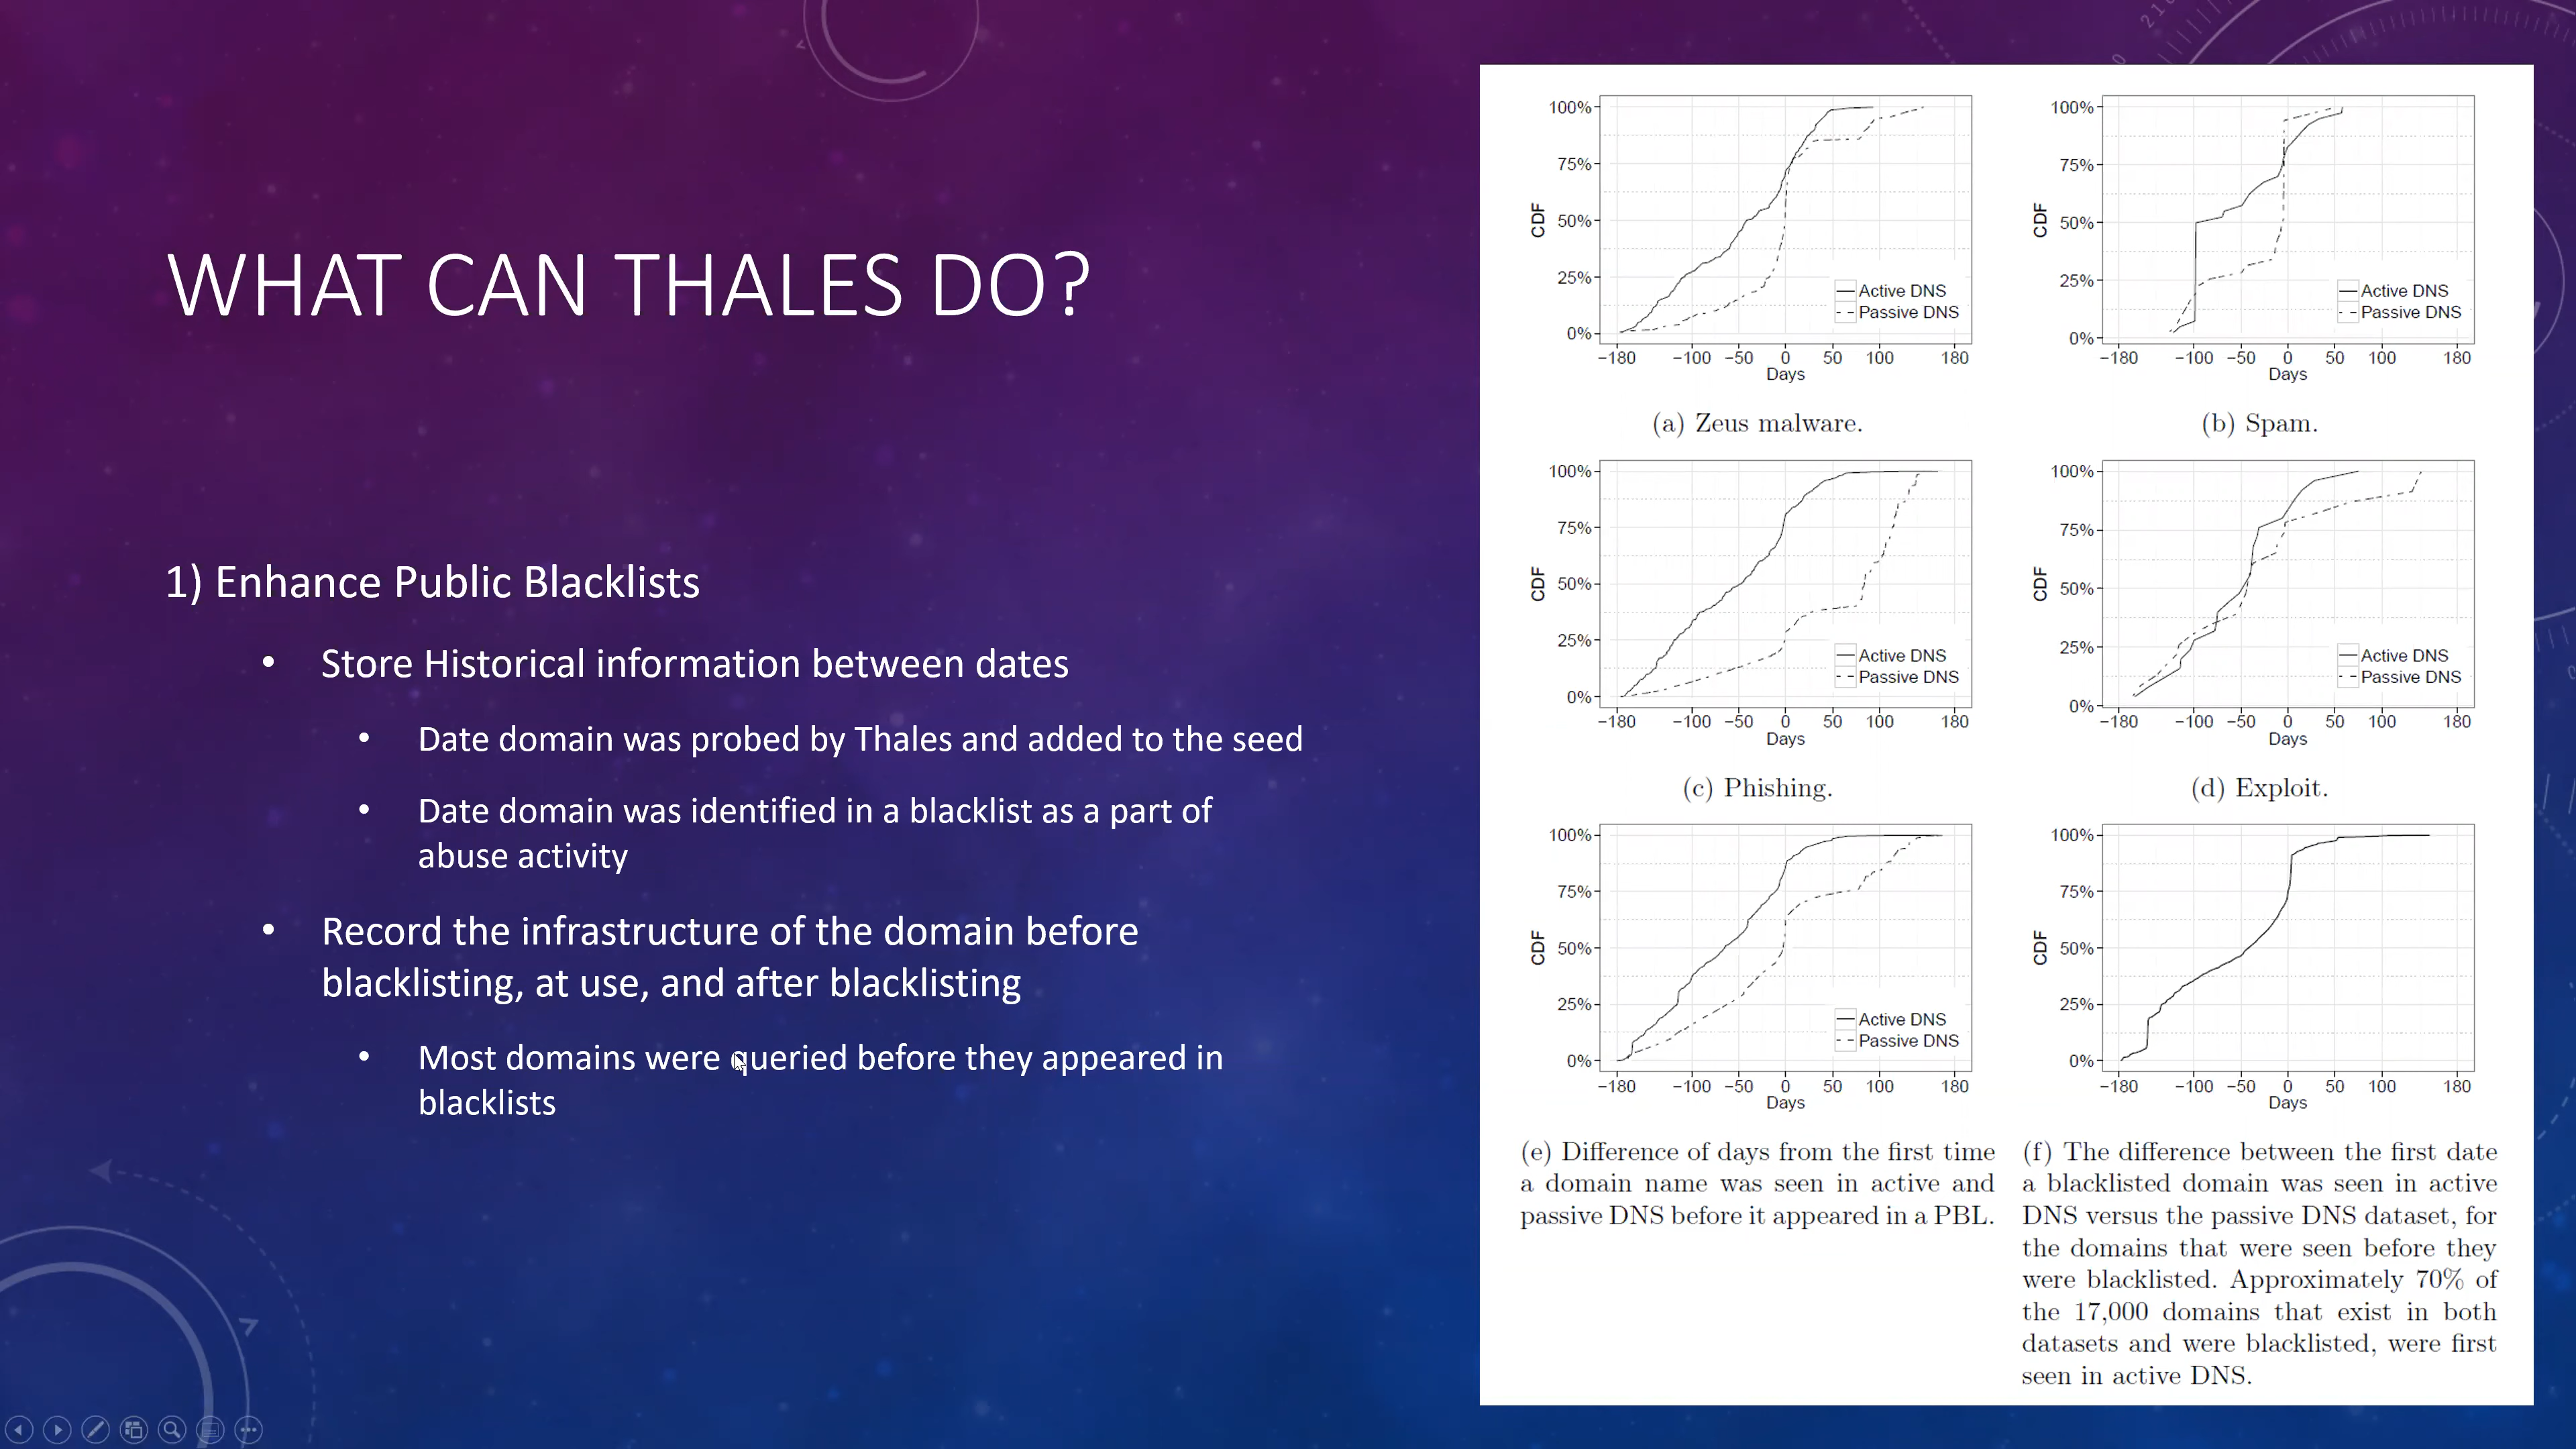 WHAT CAN THALES DO?
1) Enhance Public Blacklists
• Store Historical information between dates
• Date domain was probed by Thales and added to the seed
• Date domain was identified in a blacklist as a part of
abuse activity
• Record the infrastructure of the domain before
blacklisting, at use, and after blacklisting
• Most domains were queried before they appeared in
blacklists
100%
75%
50%
25%
0%
CDF
Active DNS
Passive DNS
−180 −100 −50 0 50 100 180
Days
(a) Zeus malware.
100%
75%
50%
25%
0%
CDF
Active DNS
Passive DNS
−180 −100 −50 0 50 100 180
Days
(b) Spam.
100%
75%
50%
25%
0%
CDF
Active DNS
Passive DNS
−180 −100 −50 0 50 100 180
Days
(c) Phishing.
100%
75%
50%
25%
0%
CDF
Active DNS
Passive DNS
−180 −100 −50 0 50 100 180
Days
(d) Exploit.
100%
75%
50%
25%
0%
CDF
Active DNS
Passive DNS
−180 −100 −50 0 50 100 180
Days
(e) Difference of days from the first time
a domain name was seen in active and
passive DNS before it appeared in a PBL.
100%
75%
50%
25%
0%
CDF
−180 −100 −50 0 50 100 180
Days
(f) The difference between the first date
a blacklisted domain was seen in active
DNS versus the passive DNS dataset, for
the domains that were seen before they
were blacklisted. Approximately 70% of
the 17,000 domains that exist in both
datasets and were blacklisted, were first
seen in active DNS.